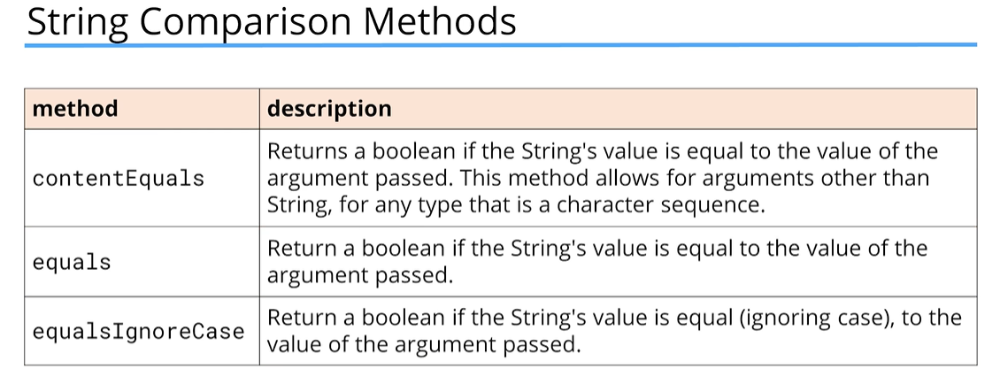 String Comparison Methods
method
description
contentEquals
Returns a boolean if the String's value is equal to the value of the
argument passed. This method allows for arguments other than
String, for any type that is a character sequence.
equals
Return a boolean if the String's value is equal to the value of the
argument passed.
equalsIgnoreCase
Return a boolean if the String's value is equal (ignoring case), to the
value of the argument passed.